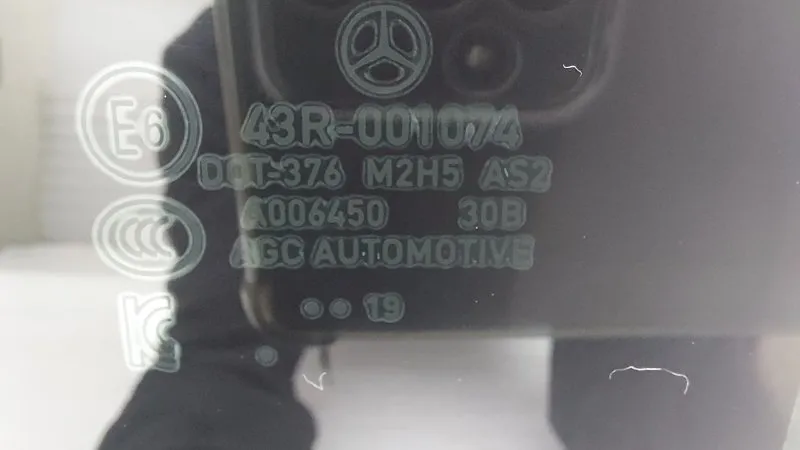 E6
43R-001074
DOT-376 M2H5 AS2
A006450 30B
AGC AUTOMOTIVE
19